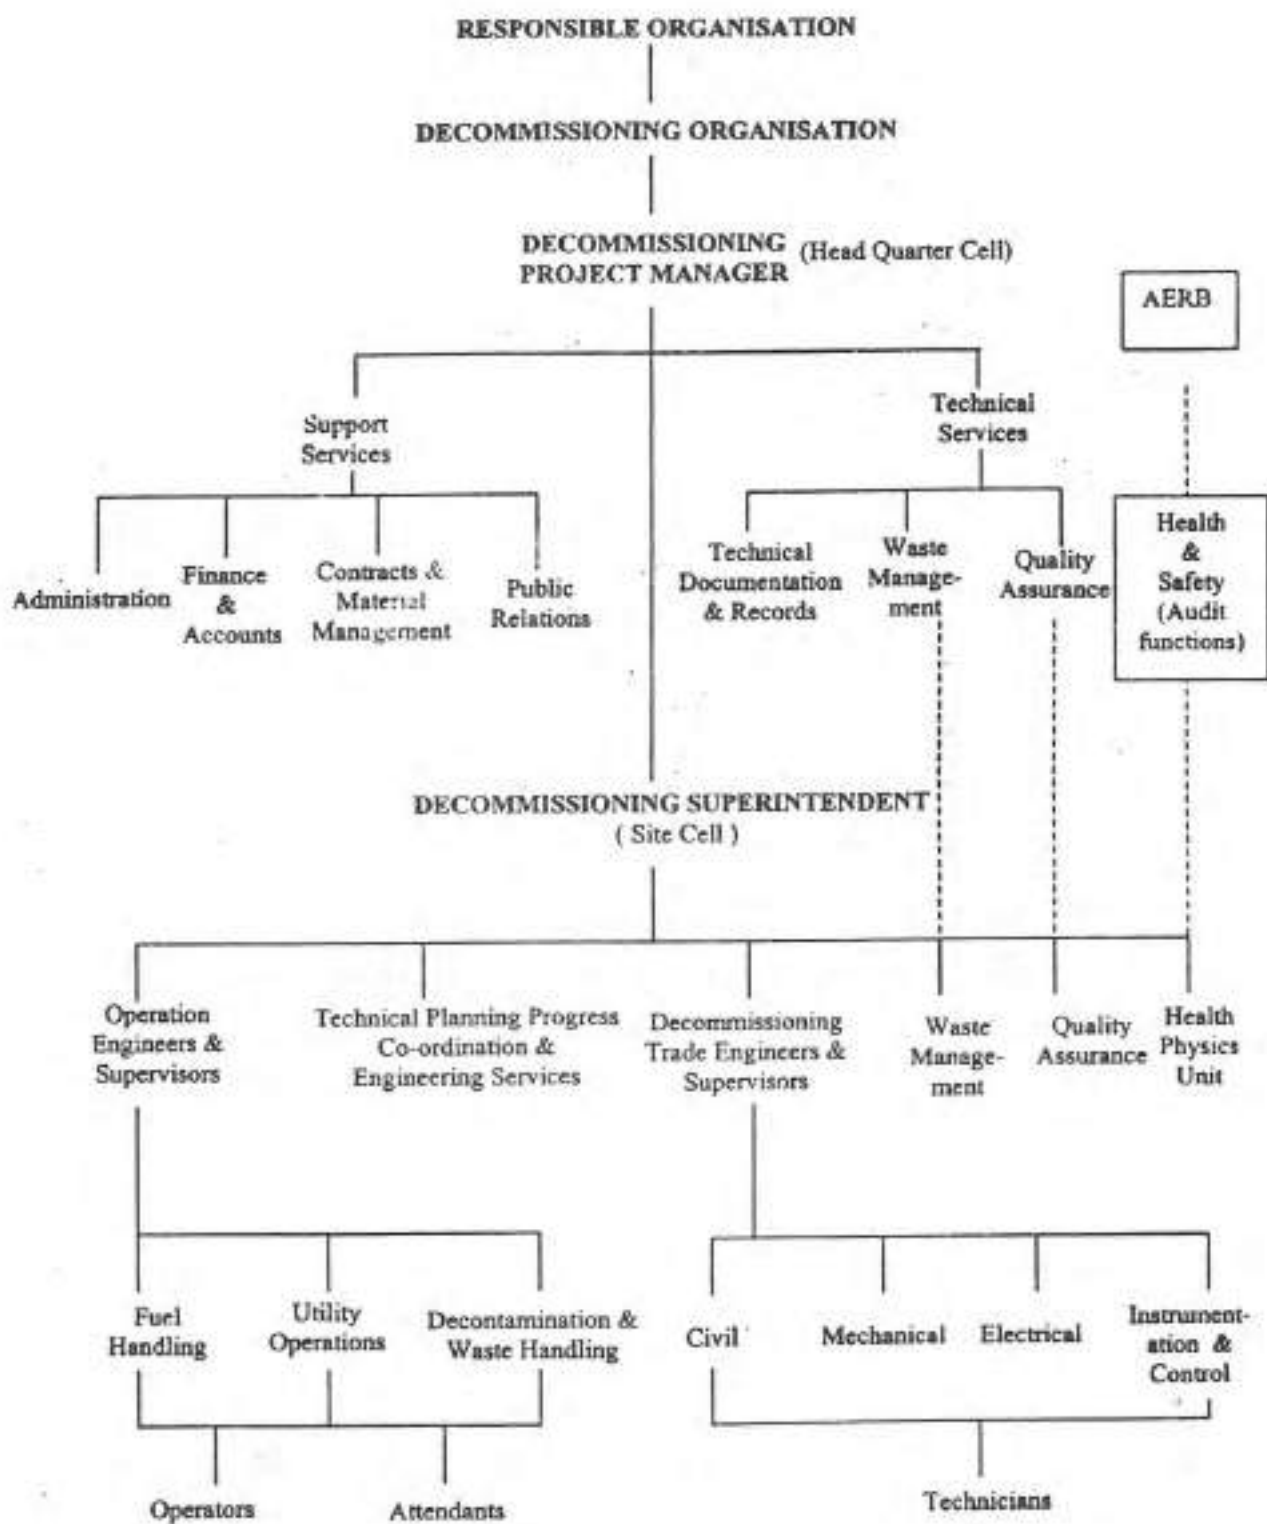 RESPONSIBLE ORGANISATION
DECOMMISSIONING ORGANISATION
DECOMMISSIONING
PROJECT MANAGER
(Head Quarter Cell)
AERB
Support
Services
Technical
Services
Administration
Finance
&
Accounts
Contracts &
Material
Management
Public
Relations
Technical
Documentation
& Records
Waste
Manage-
ment
Quality
Assurance
Health
&
Safety
(Audit
functions)
DECOMMISSIONING SUPERINTENDENT
( Site Cell )
Operation
Engineers &
Supervisors
Technical Planning Progress
Co-ordination &
Engineering Services
Decommissioning
Trade Engineers &
Supervisors
Waste
Manage-
ment
Quality
Assurance
Health
Physics
Unit
Fuel
Handling
Utility
Operations
Decontamination &
Waste Handling
Civil
Mechanical
Electrical
Instrument-
ation &
Control
Operators
Attendants
Technicians